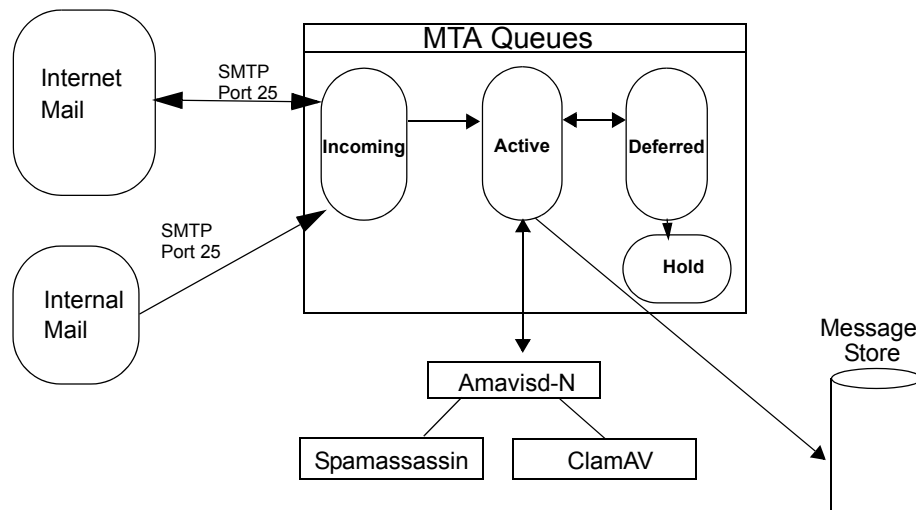 MTA Queues
Internet
Mail
SMTP
Port 25
Incoming
Active
Deferred
SMTP
Port 25
Hold
Internal
Mail
Message
Store
Amavisd-N
Spamassassin
ClamAV